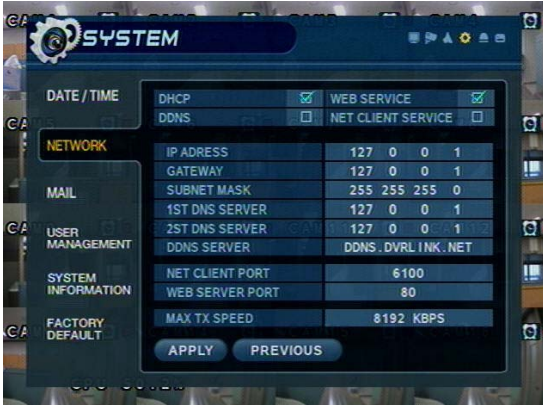 SYSTEM
DATE / TIME
NETWORK
MAIL
USER
MANAGEMENT
SYSTEM
INFORMATION
FACTORY
DEFAULT
DHCP WEB SERVICE
DDNS NET CLIENT SERVICE
IP ADRESS 127 0 0 1
GATEWAY 127 0 0 1
SUBNET MASK 255 255 255 0
1ST DNS SERVER 127 0 0 1
2ST DNS SERVER 127 0 0 1
DDNS SERVER DDNS.DVRLINK.NET
NET CLIENT PORT 6100
WEB SERVER PORT 80
MAX TX SPEED 8192 KBPS
APPLY PREVIOUS